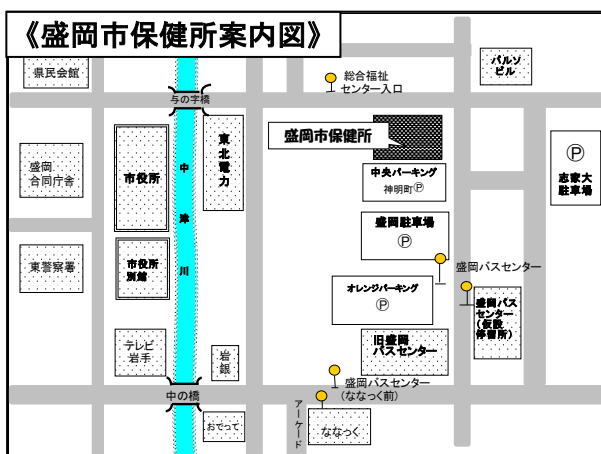 《盛岡市保健所案内図》
県民会館
与の字橋
総合福祉
センター入口
パルソ
ビル
盛岡市保健所
盛岡
合同庁舎
市役所
中津川
東北電力
中央パーキング
神明町Ⓟ
Ⓟ
志家大
駐車場
盛岡駐車場
Ⓟ
東警察署
市役所
別館
盛岡バスセンター
オレンジパーキング
Ⓟ
盛岡バス
センター
(仮設
停留所)
テレビ
岩手
岩
銀
旧盛岡
バスセンター
中の橋
盛岡バスセンター
(ななっく前)
おでって
アーケード
ななっく